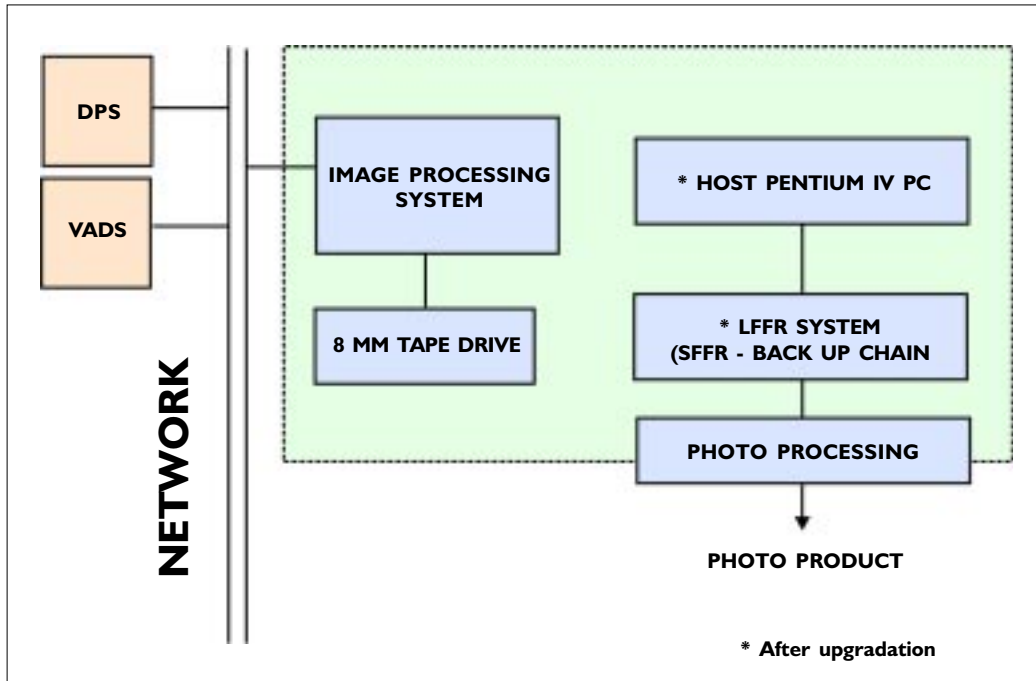 DPS
VADS
NETWORK
IMAGE PROCESSING
SYSTEM
8 MM TAPE DRIVE
* HOST PENTIUM IV PC
* LFFR SYSTEM
(SFFR - BACK UP CHAIN
PHOTO PROCESSING
PHOTO PRODUCT
* After upgradation